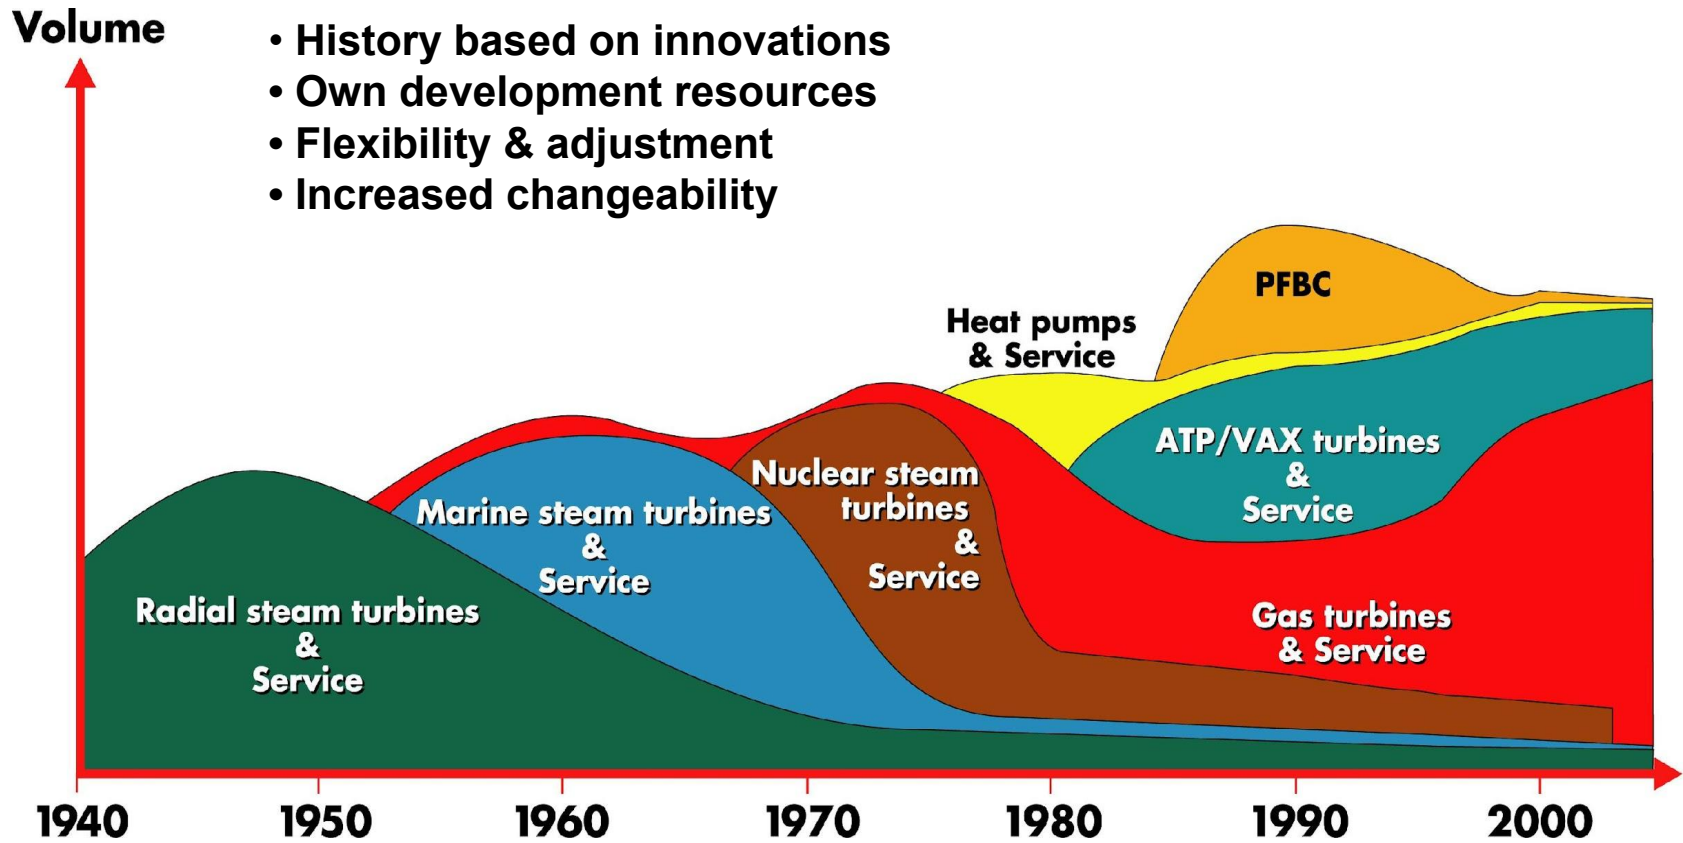 Volume
• History based on innovations
• Own development resources
• Flexibility & adjustment
• Increased changeability
PFBC
Heat pumps
& Service
ATP/VAX turbines
&
Service
Nuclear steam
turbines
&
Service
Marine steam turbines
&
Service
Radial steam turbines
&
Service
Gas turbines
& Service
1940 1950 1960 1970 1980 1990 2000